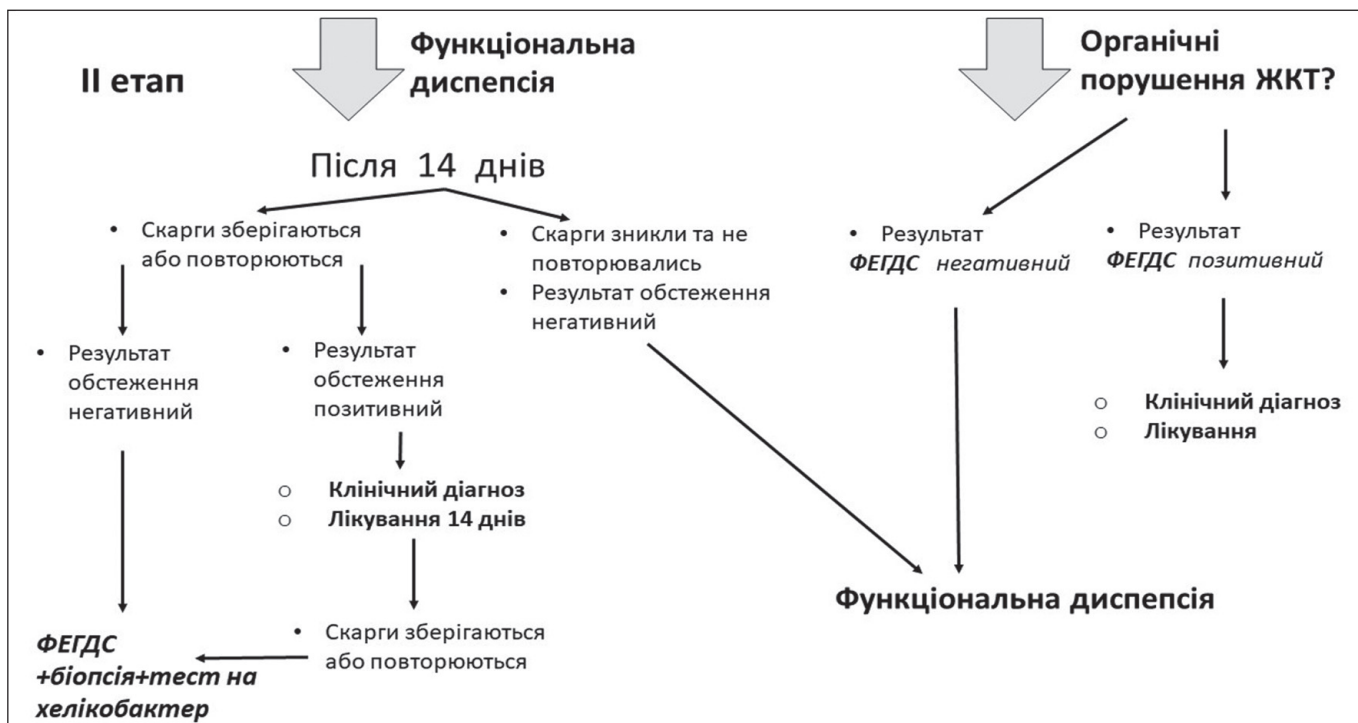 II етап
Функціональна
диспепсія
Органічні
порушення ЖКТ?
Після 14 днів
• Скарги зберігаються
або повторюються
• Скарги зникли та не
повторювались
• Результат обстеження
негативний
• Результат
ФЕГДС негативний
• Результат
ФЕГДС позитивний
• Результат
обстеження
негативний
• Результат
обстеження
позитивний
o Клінічний діагноз
o Лікування
o Клінічний діагноз
o Лікування 14 днів
Функціональна диспепсія
• Скарги зберігаються
або повторюються
ФЕГДС
+біопсія+тест на
хелікобактер